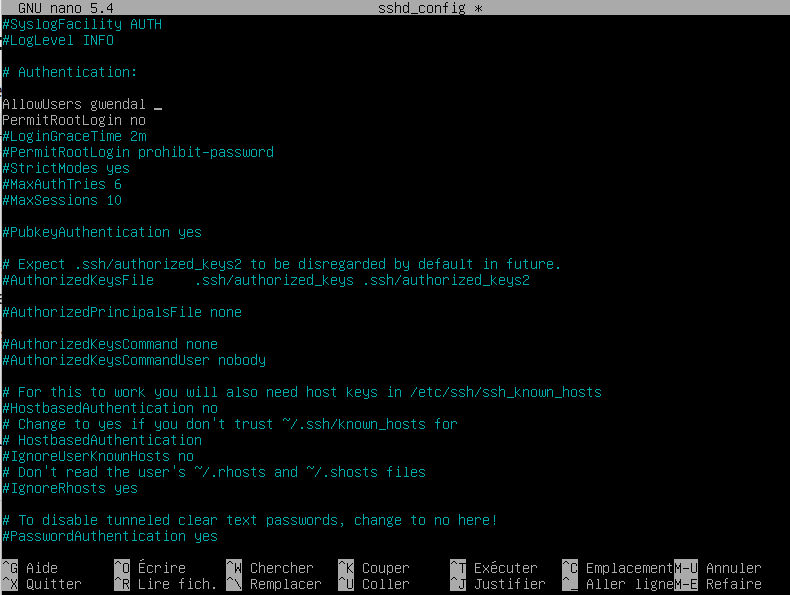 GNU nano 5.4 sshd_config *
#SyslogFacility AUTH
#LogLevel INFO
# Authentication:
AllowUsers gwendal _
PermitRootLogin no
#LoginGraceTime 2m
#PermitRootLogin prohibit-password
#StrictModes yes
#MaxAuthTries 6
#MaxSessions 10
#PubkeyAuthentication yes
# Expect .ssh/authorized_keys2 to be disregarded by default in future.
#AuthorizedKeysFile .ssh/authorized_keys .ssh/authorized_keys2
#AuthorizedPrincipalsFile none
#AuthorizedKeysCommand none
#AuthorizedKeysCommandUser nobody
# For this to work you will also need host keys in /etc/ssh/ssh_known_hosts
#HostbasedAuthentication no
# Change to yes if you don't trust ~/.ssh/known_hosts for
# HostbasedAuthentication
#IgnoreUserKnownHosts no
# Don't read the user's ~/.rhosts and ~/.shosts files
#IgnoreRhosts yes
# To disable tunneled clear text passwords, change to no here!
#PasswordAuthentication yes
^G Aide ^O Écrire ^W Chercher ^K Couper ^T Exécuter ^C Emplacement M-U Annuler
^X Quitter ^R Lire fich. ^\ Remplacer ^U Coller ^J Justifier ^_ Aller ligne M-E Refaire